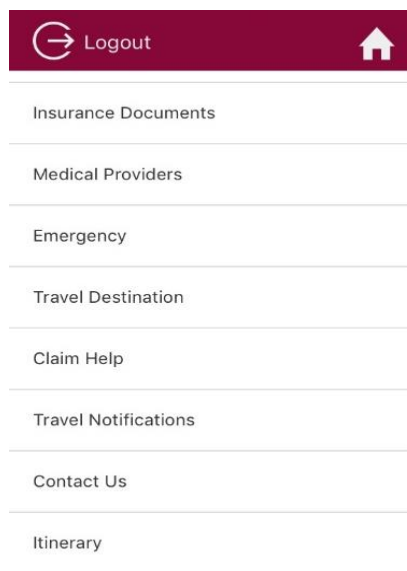 Logout
Insurance Documents
Medical Providers
Emergency
Travel Destination
Claim Help
Travel Notifications
Contact Us
Itinerary